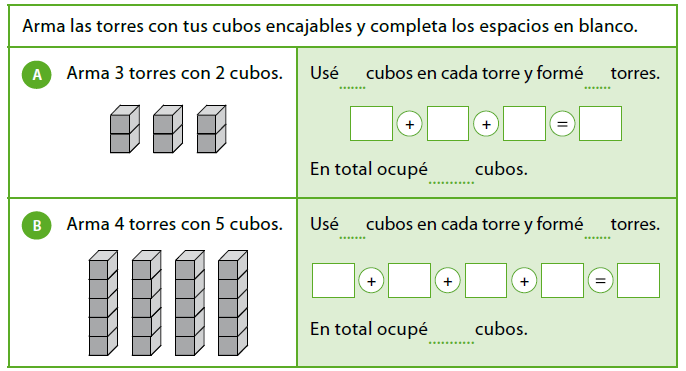 Arma las torres con tus cubos encajables y completa los espacios en blanco.
A Arma 3 torres con 2 cubos.
Usé ....... cubos en cada torre y formé ....... torres.
+ + =
En total ocupé ........... cubos.
B Arma 4 torres con 5 cubos.
Usé ....... cubos en cada torre y formé ....... torres.
+ + + =
En total ocupé ........... cubos.